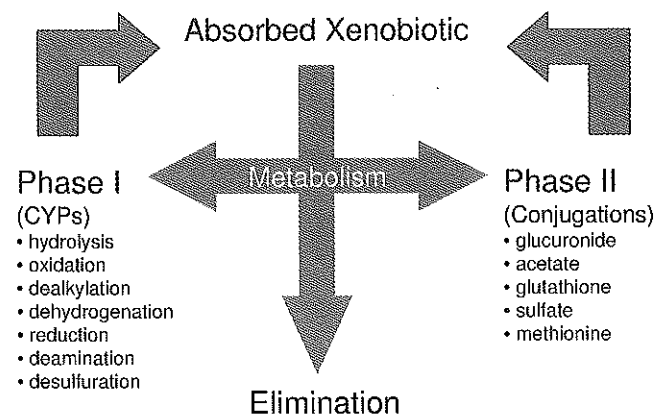 Absorbed Xenobiotic
Metabolism
Phase I
(CYPs)
• hydrolysis
• oxidation
• dealkylation
• dehydrogenation
• reduction
• deamination
• desulfuration
Phase II
(Conjugations)
• glucuronide
• acetate
• glutathione
• sulfate
• methionine
Elimination